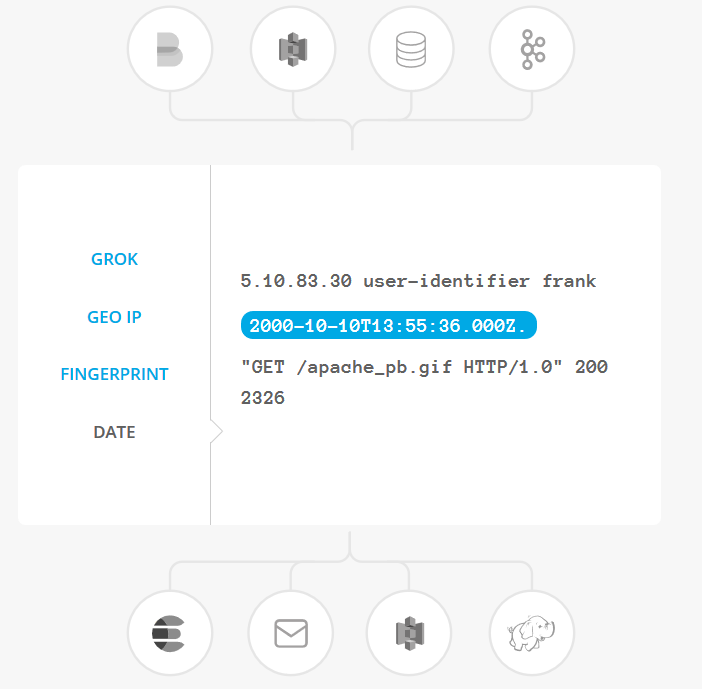 GROK
GEO IP
FINGERPRINT
DATE
5.10.83.30 user-identifier frank
2000-10-10T13:55:36.000Z.
"GET /apache_pb.gif HTTP/1.0" 200
2326